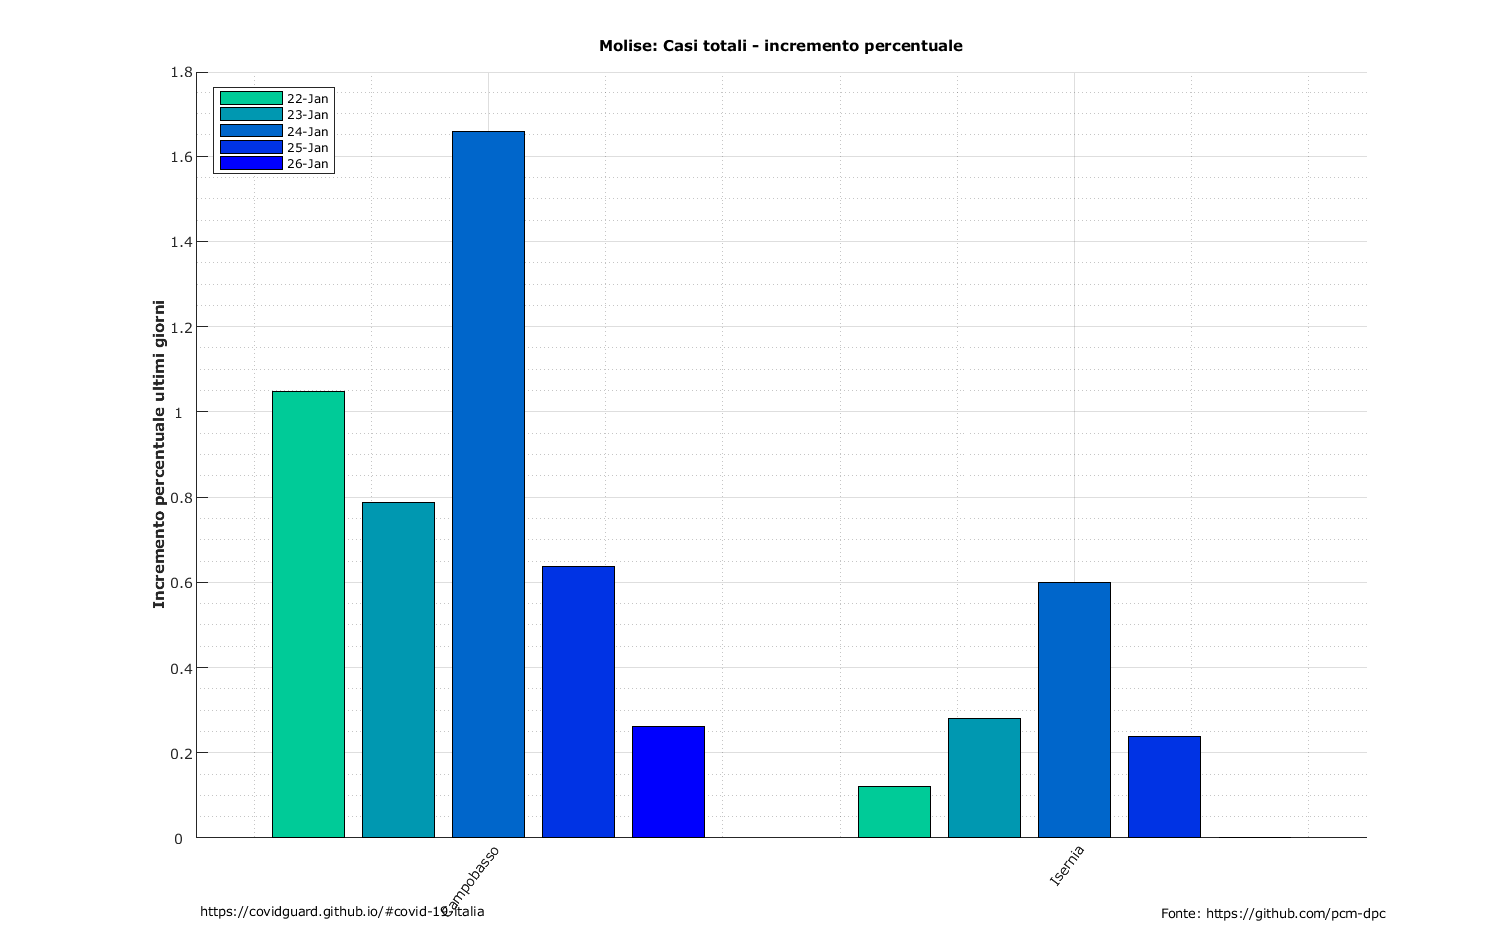 Molise: Casi totali - incremento percentuale
22-Jan
23-Jan
24-Jan
25-Jan
26-Jan
Incremento percentuale ultimi giorni
1.8
1.6
1.4
1.2
1
0.8
0.6
0.4
0.2
0
Campobasso
Isernia
https://covidguard.github.io/#covid-19-italia
Fonte: https://github.com/pcm-dpc